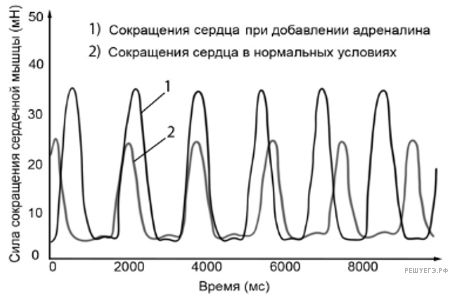 50
1) Сокращения сердца при добавлении адреналина
2) Сокращения сердца в нормальных условиях
40
1
30
2
20
10
0
0 2000 4000 6000 8000
Сила сокращения сердечной мышцы (мН)
Время (мс)
РЕШУЕГЭ.РФ